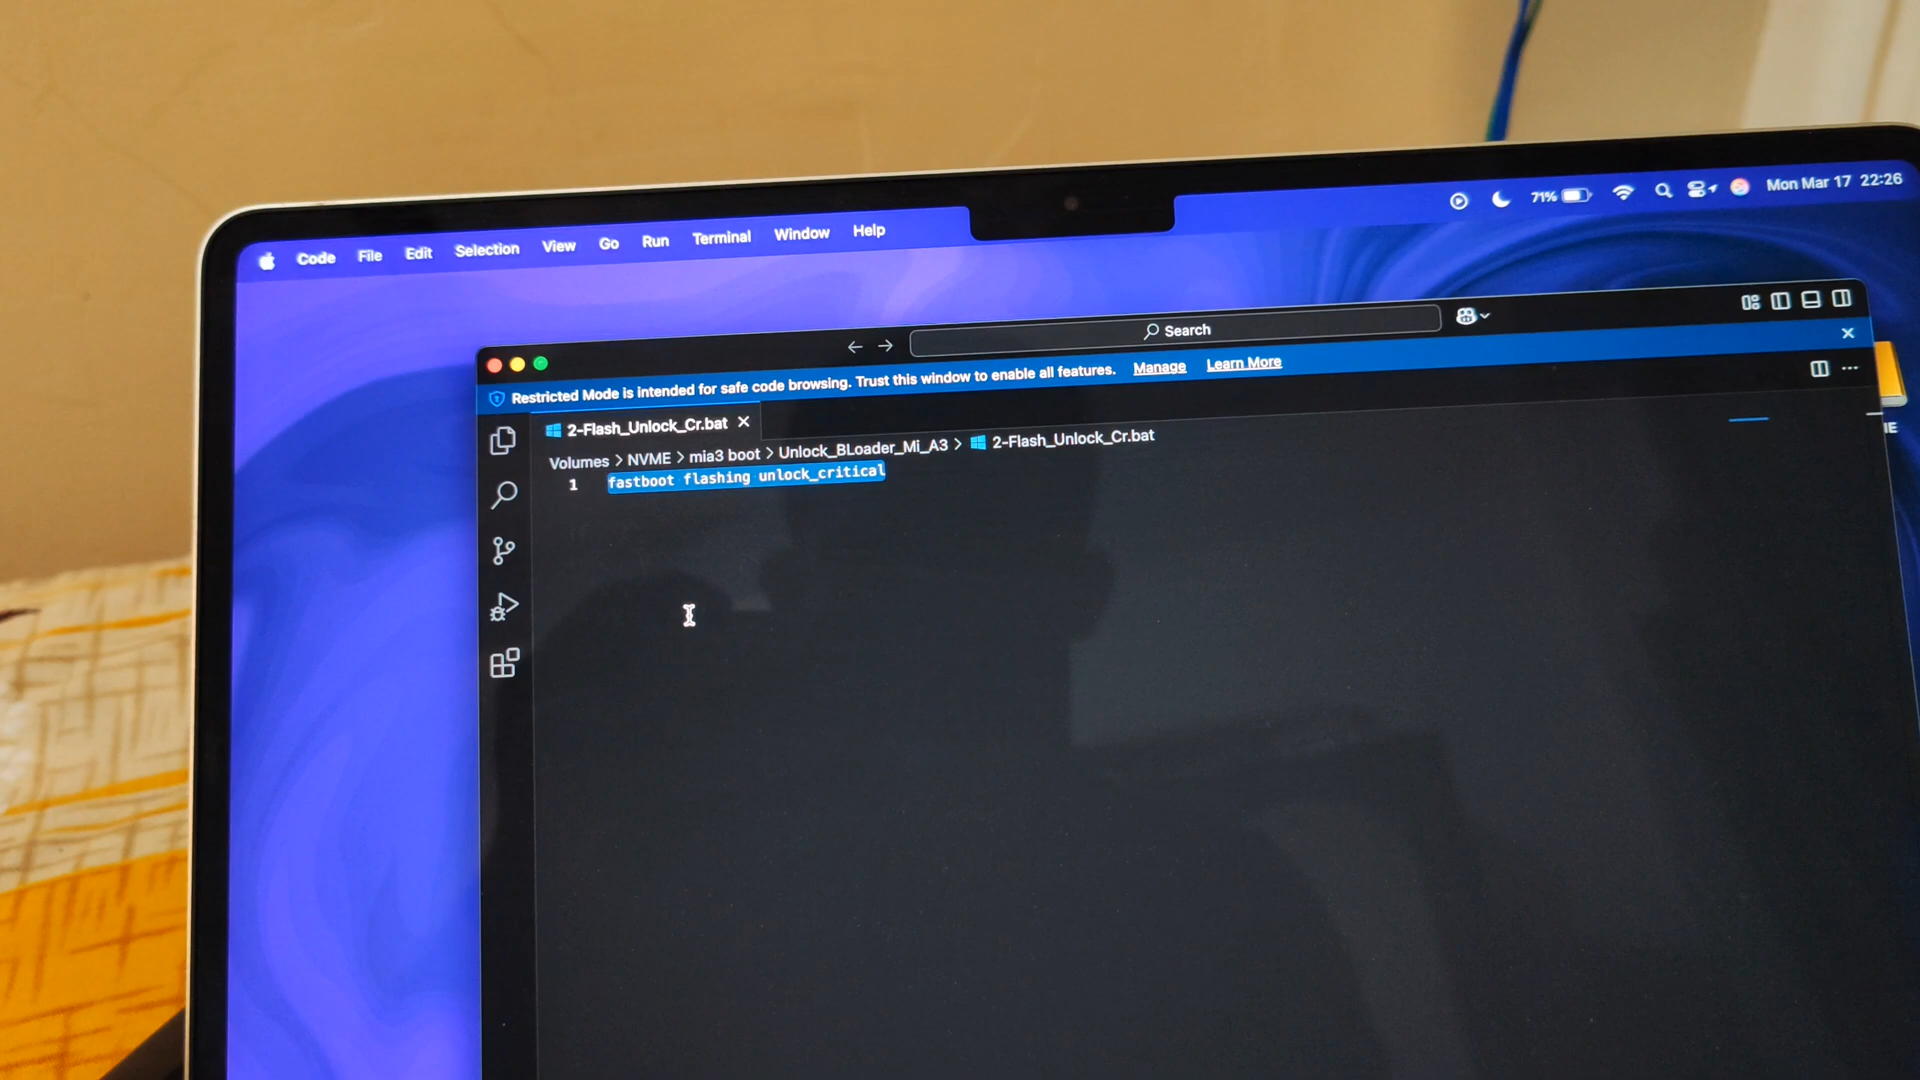 Code File Edit Selection View Go Run Terminal Window Help 71% Mon Mar 17 22:26
Search
Restricted Mode is intended for safe code browsing. Trust this window to enable all features. Manage Learn More
2-Flash_Unlock_Cr.bat
Volumes > NVME > mia3 boot > Unlock_BLoader_Mi_A3 > 2-Flash_Unlock_Cr.bat
1 fastboot flashing unlock_critical